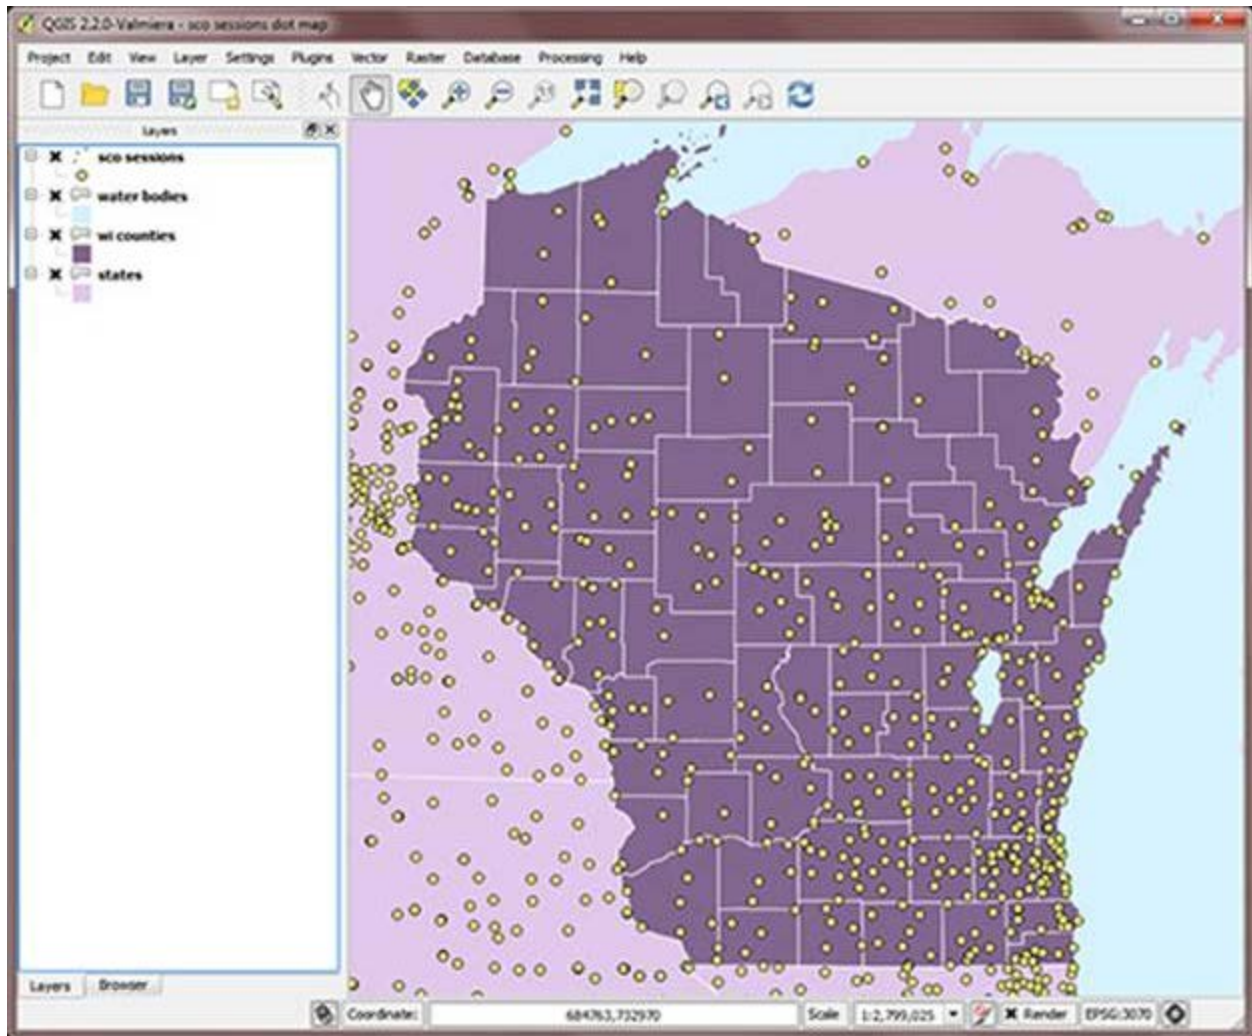 QGIS 2.2.0-Valmiera - sco sessions dot map
Project Edit View Layer Settings Plugins Vector Raster Database Processing Help
Layers
sco sessions
water bodies
wi counties
states
Layers Browser
Coordinate: 684763,732970 Scale 1:2,799,025 Render EPSG:3070